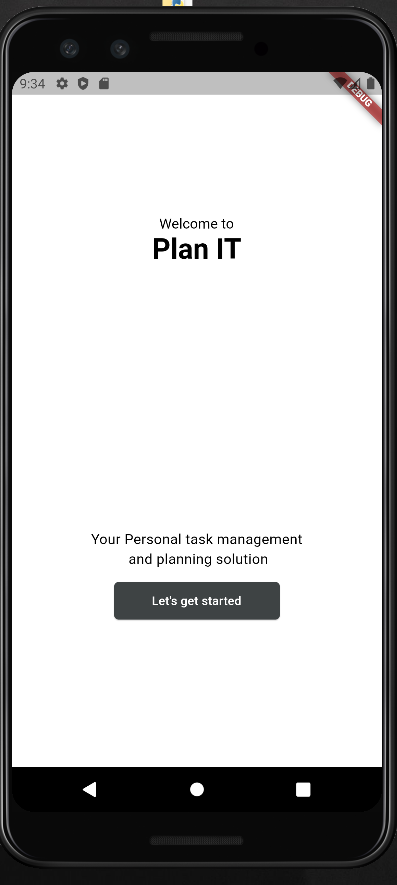 9:34
DEBUG
Welcome to
Plan IT
Your Personal task management
and planning solution
Let's get started